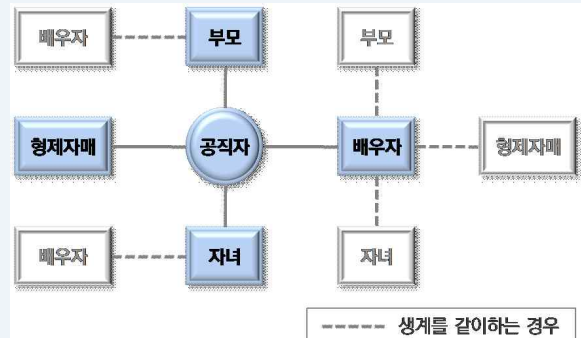 배우자 부모 부모
형제자매 공직자 배우자 형제자매
배우자 자녀 자녀
생계를 같이하는 경우